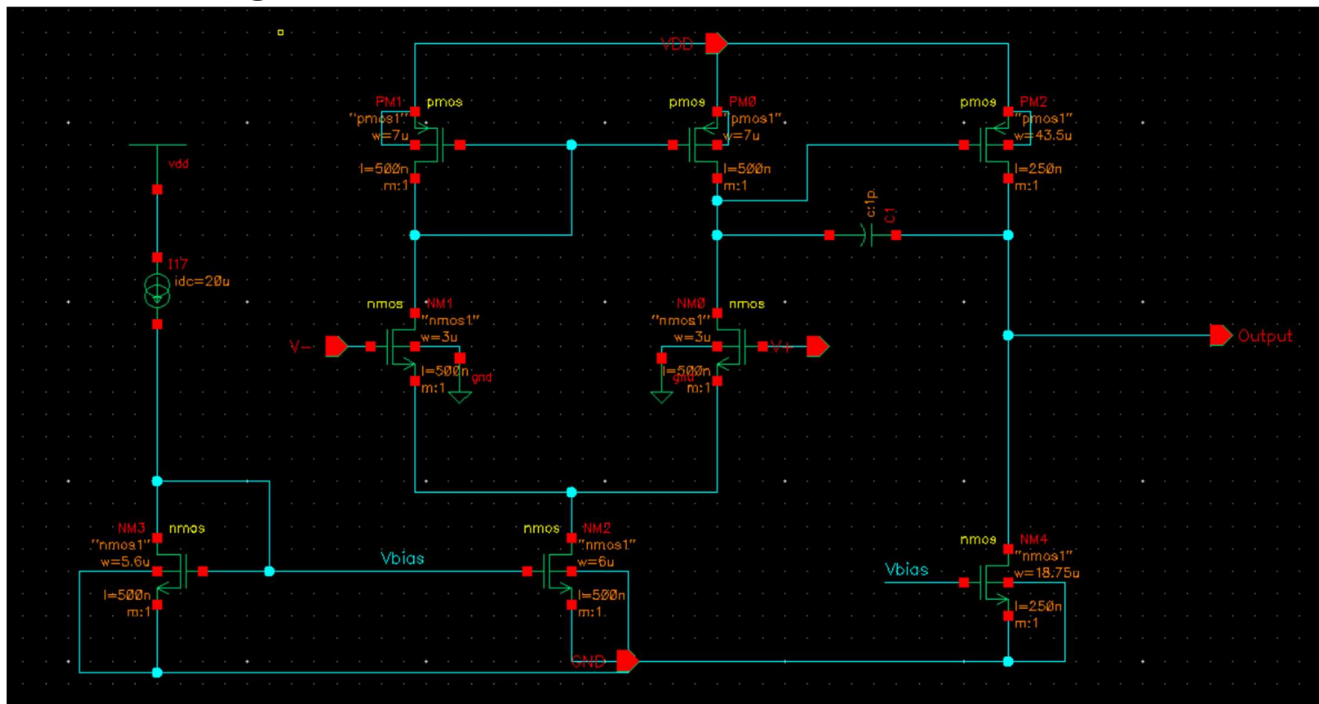 VDD
PM1
pmos
"pmos1"
w=7u
l=500n
m:1
pmos
PM0
"pmos1"
w=7u
l=500n
m:1
pmos
PM2
"pmos1"
w=43.5u
l=250n
m:1
vdd
I17
idc=20u
c:1p
C1
nmos
NM1
"nmos1"
w=3u
V-
l=500n
m:1
gnd
NM0
nmos
"nmos1"
w=3u
V+
l=500n
m:1
gnd
Output
NM3
nmos
"nmos1"
w=5.6u
l=500n
m:1
Vbias
nmos
NM2
"nmos1"
w=6u
l=500n
m:1
GND
nmos
NM4
"nmos1"
w=18.75u
Vbias
l=250n
m:1